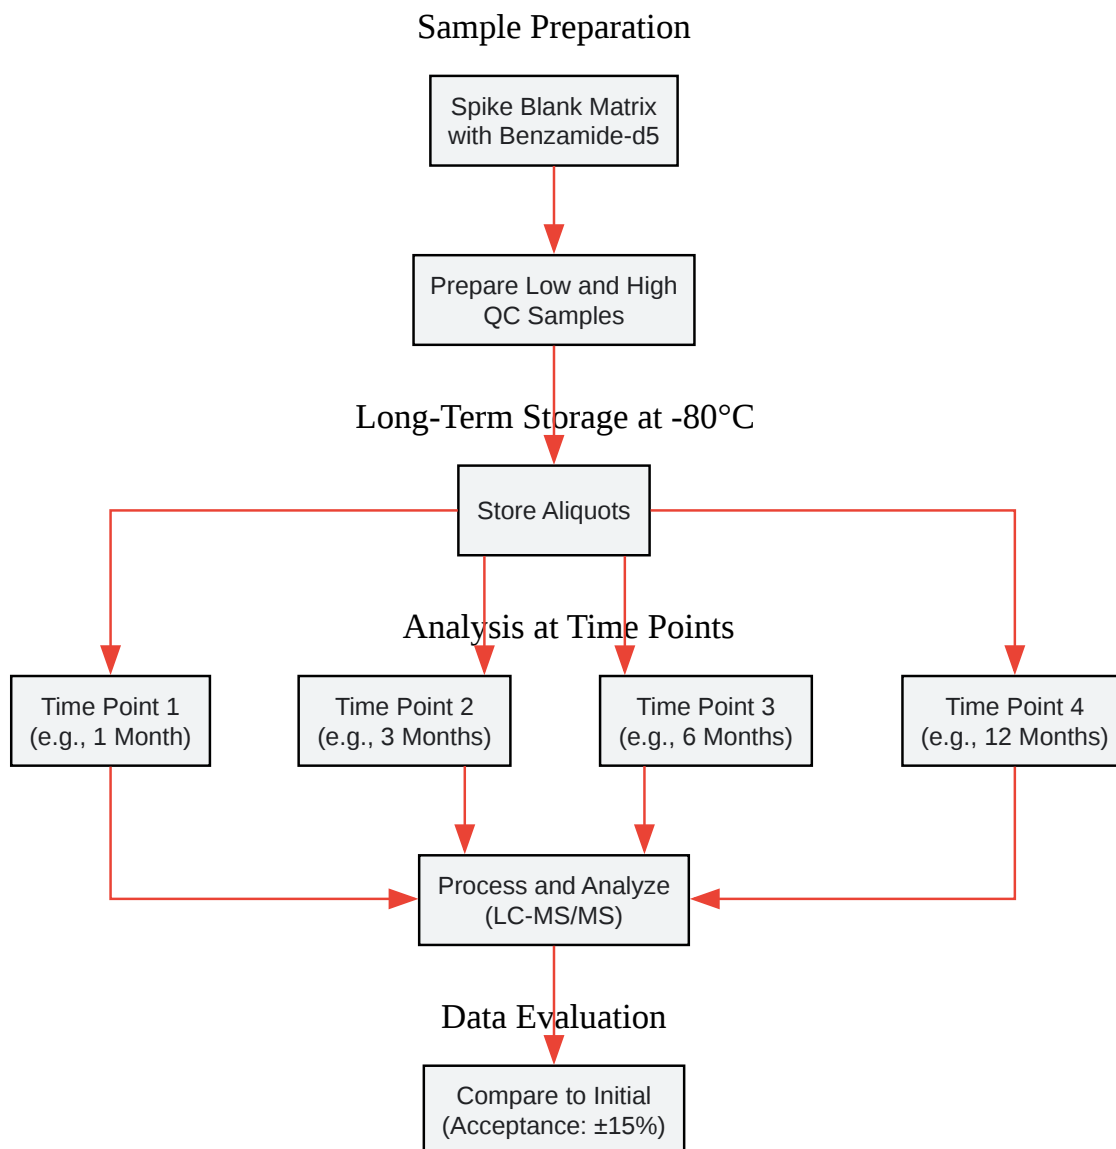 Sample Preparation
Spike Blank Matrix
with Benzamide-d5
Prepare Low and High
QC Samples
Long-Term Storage at -80°C
Store Aliquots
Analysis at Time Points
Time Point 1
(e.g., 1 Month)
Time Point 2
(e.g., 3 Months)
Time Point 3
(e.g., 6 Months)
Time Point 4
(e.g., 12 Months)
Process and Analyze
(LC-MS/MS)
Data Evaluation
Compare to Initial
(Acceptance: ±15%)